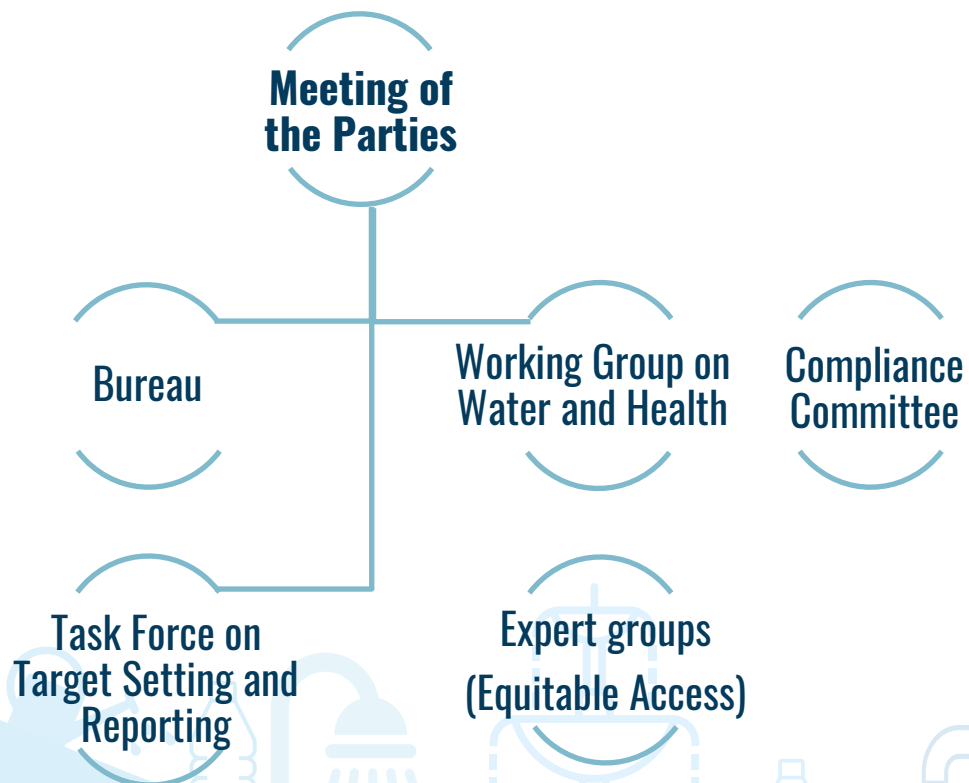 Meeting of
the Parties
Bureau
Working Group on
Water and Health
Compliance
Committee
Task Force on
Target Setting and
Reporting
Expert groups
(Equitable Access)